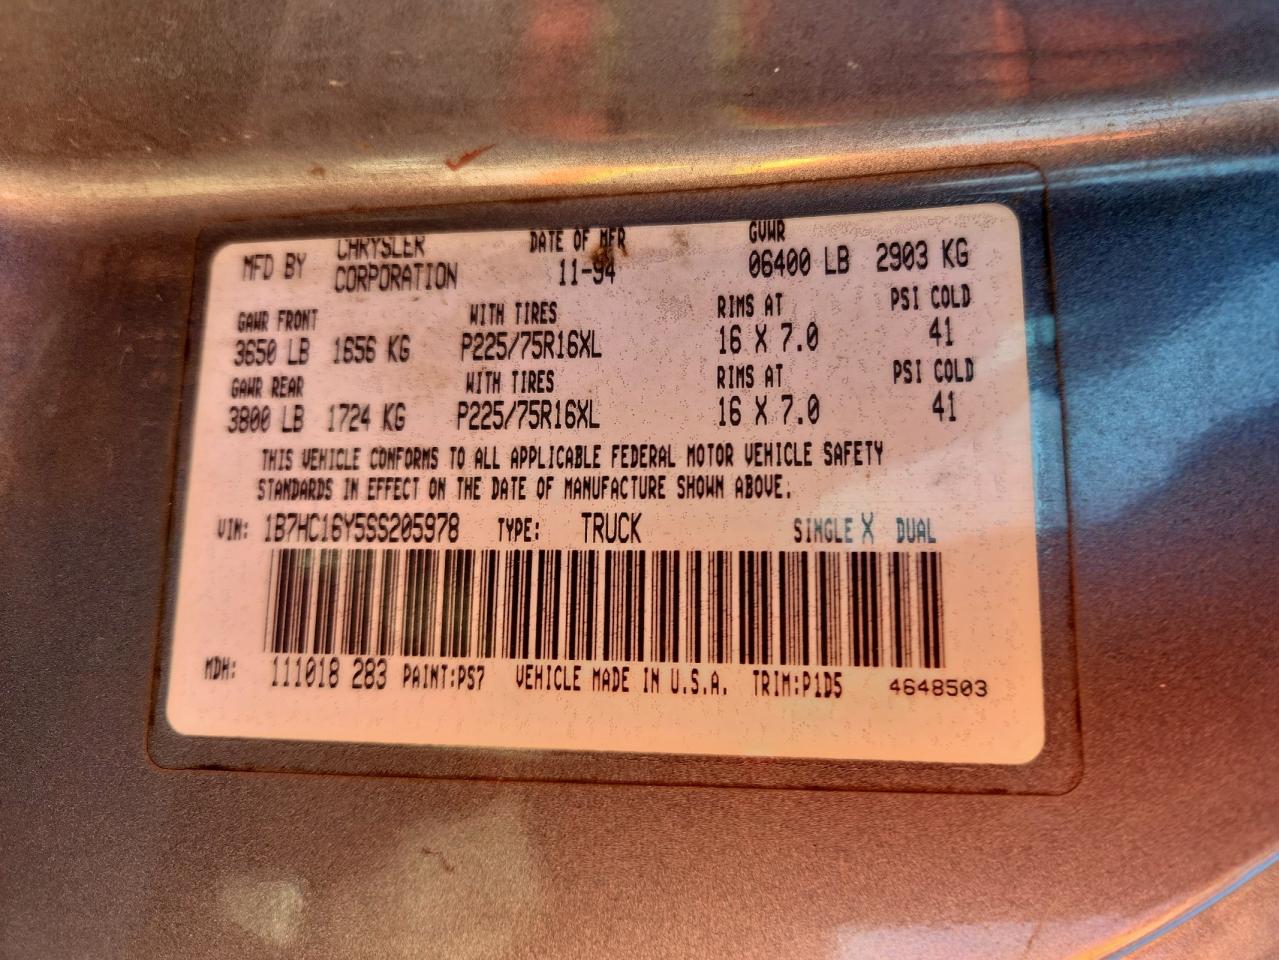 MFD BY CHRYSLER CORPORATION DATE OF MFR 11-94 GVWR 06400 LB 2903 KG
GAWR FRONT WITH TIRES RIMS AT PSI COLD
3650 LB 1656 KG P225/75R16XL 16 X 7.0 41
GAWR REAR WITH TIRES RIMS AT PSI COLD
3800 LB 1724 KG P225/75R16XL 16 X 7.0 41
THIS VEHICLE CONFORMS TO ALL APPLICABLE FEDERAL MOTOR VEHICLE SAFETY
STANDARDS IN EFFECT ON THE DATE OF MANUFACTURE SHOWN ABOVE.
VIN: 1B7HC16Y5SS205978 TYPE: TRUCK SINGLE X DUAL
MDH: 111018 283 PAINT:PS7 VEHICLE MADE IN U.S.A. TRIM:P1D5 4648503